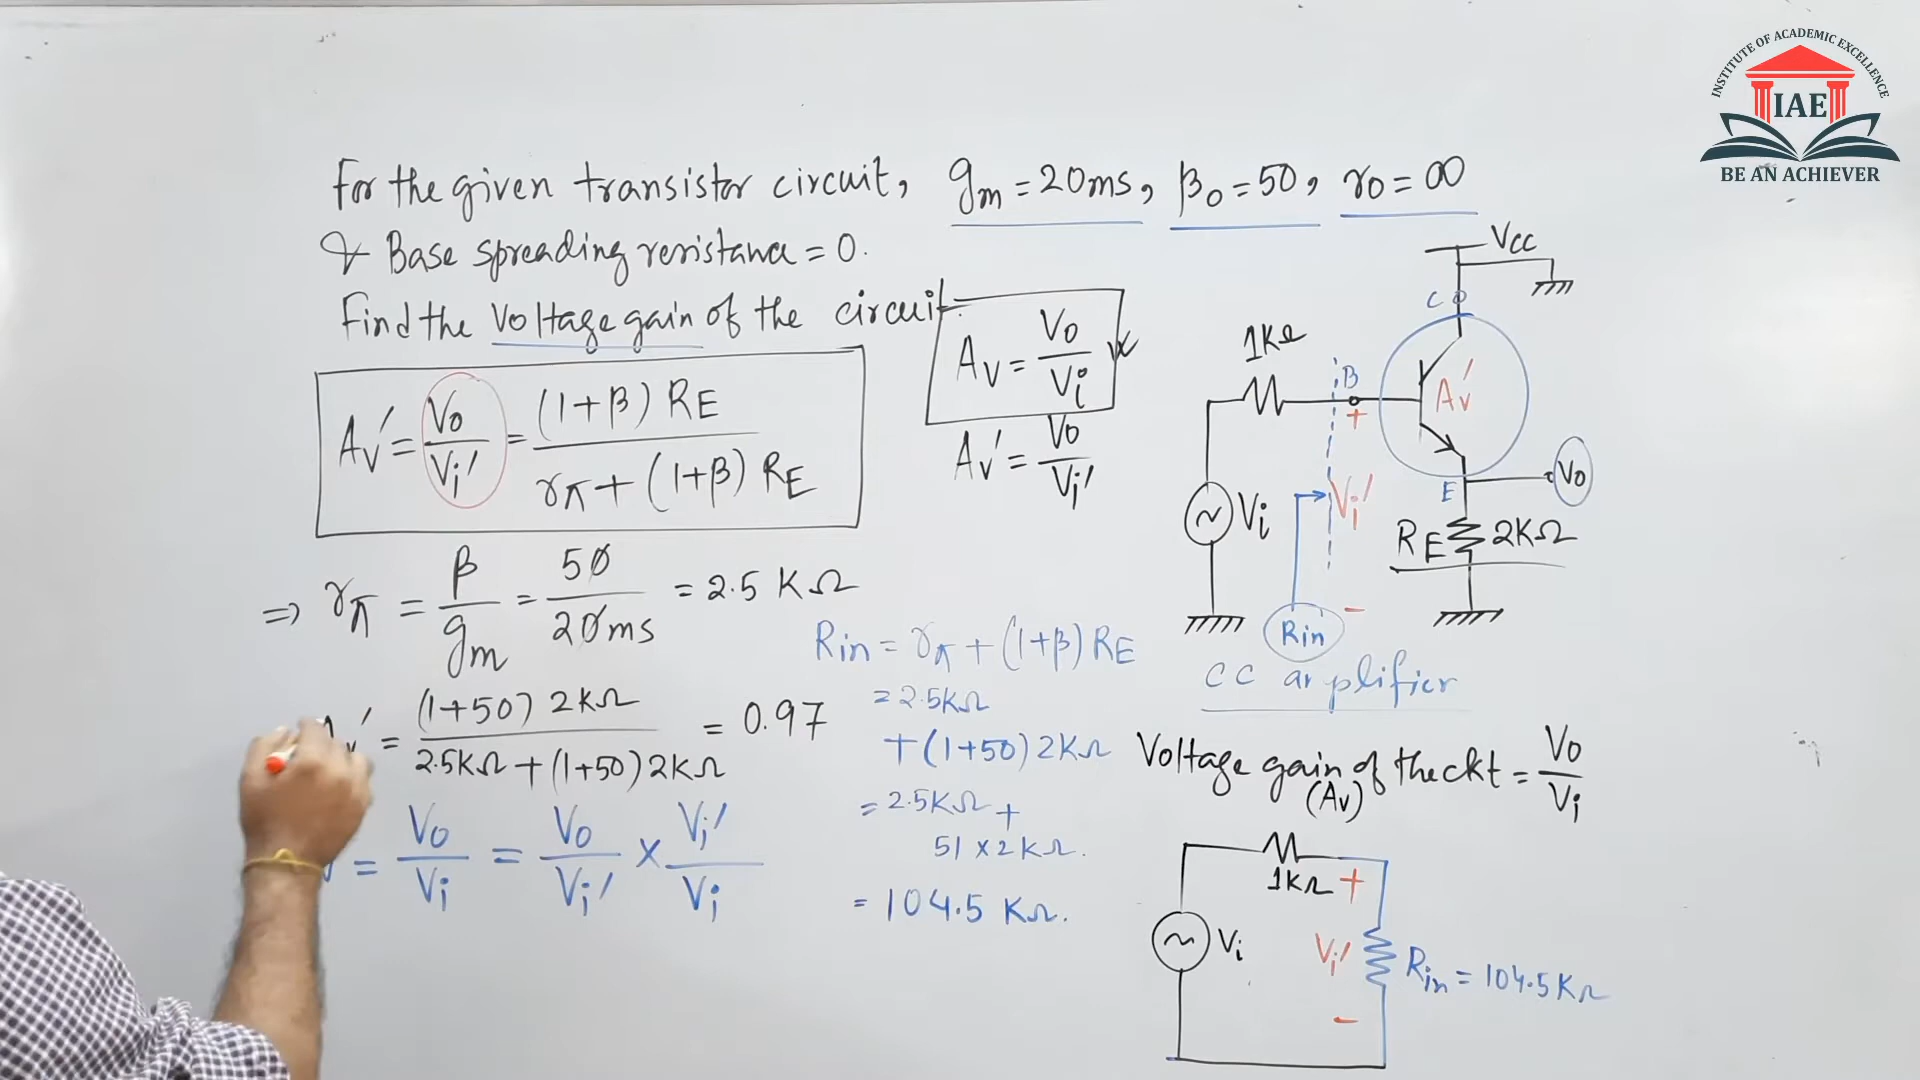 For the given transistor circuit, gm = 20ms, β₀ = 50, r₀ = ∞
& Base spreading resistance = 0.
Find the Voltage gain of the circuit.
Av' = Vo/Vi' = (1+β) RE / rπ + (1+β) RE
Av = Vo/Vi
Av' = Vo/Vi'
=> rπ = β/gm = 50/20ms = 2.5 KΩ
Av' = (1+50) 2KΩ / 2.5KΩ + (1+50) 2KΩ = 0.97
= Vo/Vi = Vo/Vi' × Vi'/Vi
Rin = rπ + (1+β) RE
= 2.5KΩ
+ (1+50) 2KΩ
= 2.5KΩ +
51 × 2KΩ.
= 104.5 KΩ.
Vcc
C
1KΩ
B
Av'
+
Vi
Vi'
E
Vo
RE
2KΩ
-
Rin
CC amplifier
Voltage gain of the ckt = Vo/Vi
(Av)
1KΩ
+
Vi
Vi'
Rin = 104.5KΩ
-
INSTITUTE OF ACADEMIC EXCELLENCE
IAE
BE AN ACHIEVER